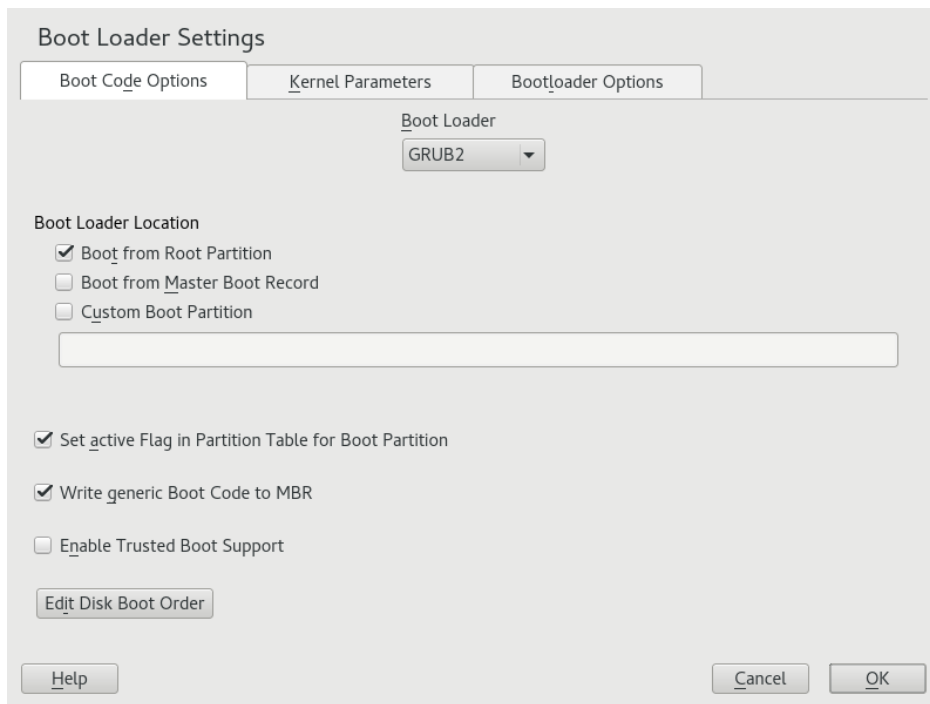 Boot Loader Settings
Boot Code Options
Kernel Parameters
Bootloader Options
Boot Loader
GRUB2
Boot Loader Location
Boot from Root Partition
Boot from Master Boot Record
Custom Boot Partition
Set active Flag in Partition Table for Boot Partition
Write generic Boot Code to MBR
Enable Trusted Boot Support
Edit Disk Boot Order
Help
Cancel
OK